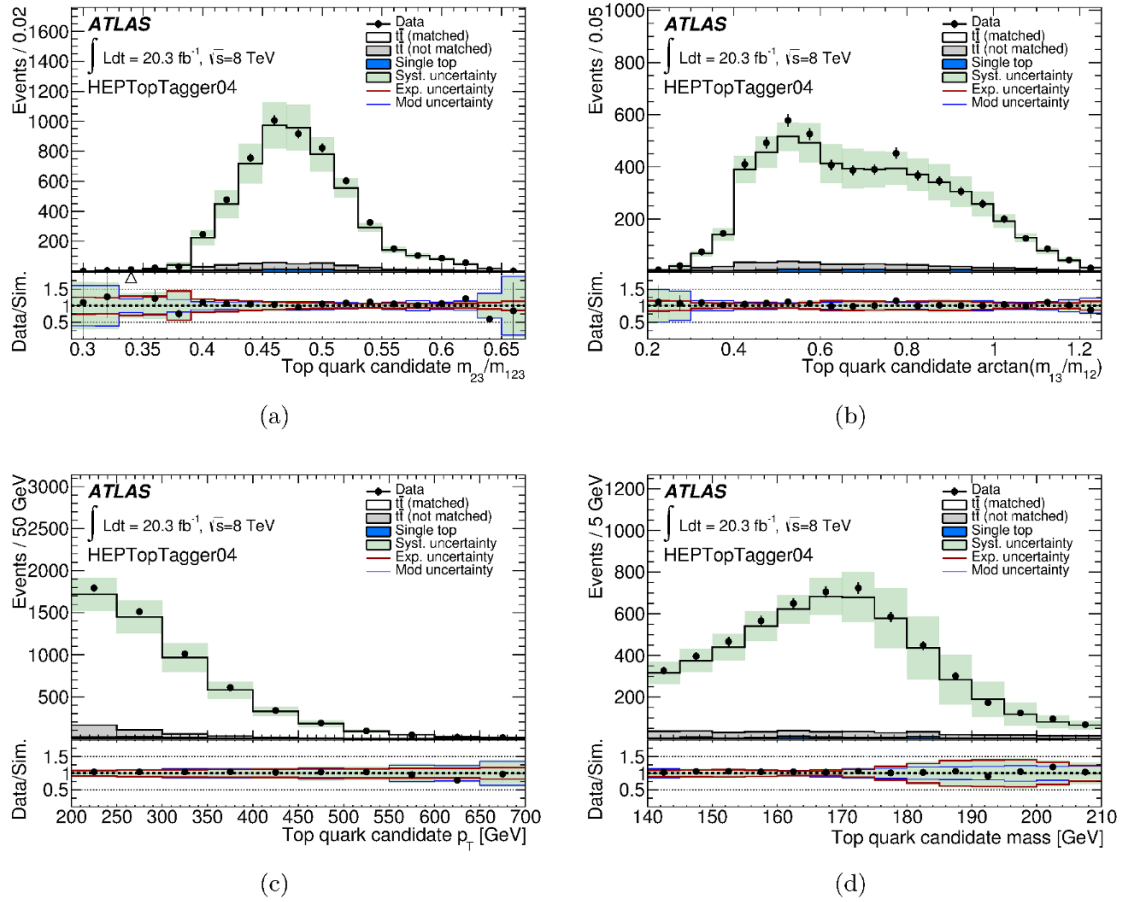 Events / 0.02
1600
1400
1200
1000
800
600
400
200
ATLAS
∫ Ldt = 20.3 fb⁻¹, √s=8 TeV
HEPTopTagger04
Data
tt̄ (matched)
tt̄ (not matched)
Single top
Syst. uncertainty
Exp. uncertainty
Mod uncertainty
Data/Sim.
1.5
1
0.5
0.3 0.35 0.4 0.45 0.5 0.55 0.6 0.65
Top quark candidate m₂₃/m₁₂₃
(a)
Events / 0.05
1000
800
600
400
200
ATLAS
∫ Ldt = 20.3 fb⁻¹, √s=8 TeV
HEPTopTagger04
Data
tt̄ (matched)
tt̄ (not matched)
Single top
Syst. uncertainty
Exp. uncertainty
Mod uncertainty
Data/Sim.
1.5
1
0.5
0.2 0.4 0.6 0.8 1 1.2
Top quark candidate arctan(m₁₃/m₁₂)
(b)
Events / 50 GeV
3000
2500
2000
1500
1000
500
ATLAS
∫ Ldt = 20.3 fb⁻¹, √s=8 TeV
HEPTopTagger04
Data
tt̄ (matched)
tt̄ (not matched)
Single top
Syst. uncertainty
Exp. uncertainty
Mod uncertainty
Data/Sim.
1.5
1
0.5
200 250 300 350 400 450 500 550 600 650 700
Top quark candidate p_T [GeV]
(c)
Events / 5 GeV
1200
1000
800
600
400
200
ATLAS
∫ Ldt = 20.3 fb⁻¹, √s=8 TeV
HEPTopTagger04
Data
tt̄ (matched)
tt̄ (not matched)
Single top
Syst. uncertainty
Exp. uncertainty
Mod uncertainty
Data/Sim.
1.5
1
0.5
140 150 160 170 180 190 200 210
Top quark candidate mass [GeV]
(d)